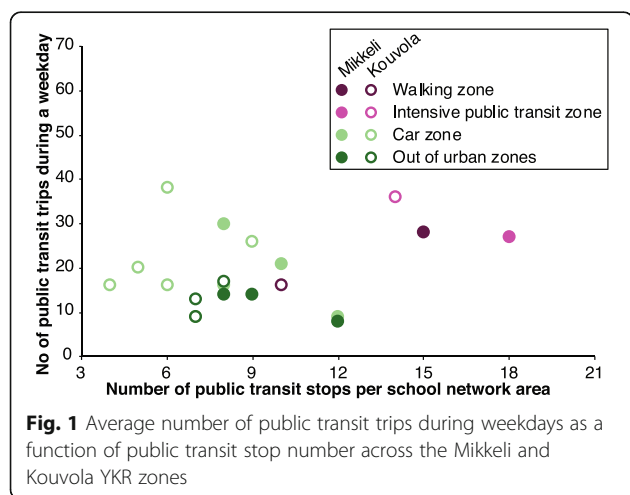 No of public transit trips during a weekday
70
60
50
40
30
20
10
0
3
6
9
12
15
18
21
Number of public transit stops per school network area
Mikkeli
Kouvola
Walking zone
Intensive public transit zone
Car zone
Out of urban zones
Fig. 1 Average number of public transit trips during weekdays as a
function of public transit stop number across the Mikkeli and
Kouvola YKR zones